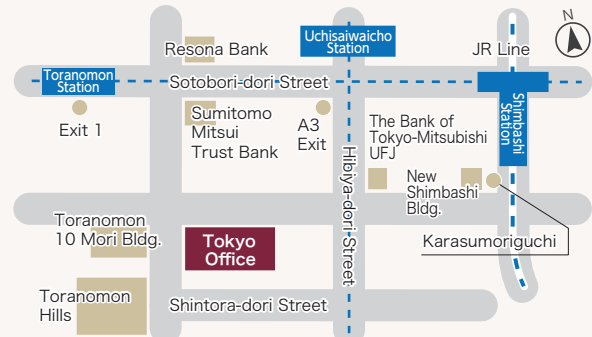 N
Resona Bank
Uchisaiwaicho
Station
JR Line
Toranomon
Station
Sotobori-dori Street
Shimbashi
Station
Exit 1
Sumitomo
Mitsui
Trust Bank
A3
Exit
The Bank of
Tokyo-Mitsubishi
UFJ
Hibiya-dori Street
New
Shimbashi
Bldg.
Karasumoriguchi
Toranomon
10 Mori Bldg.
Tokyo
Office
Toranomon
Hills
Shintora-dori Street